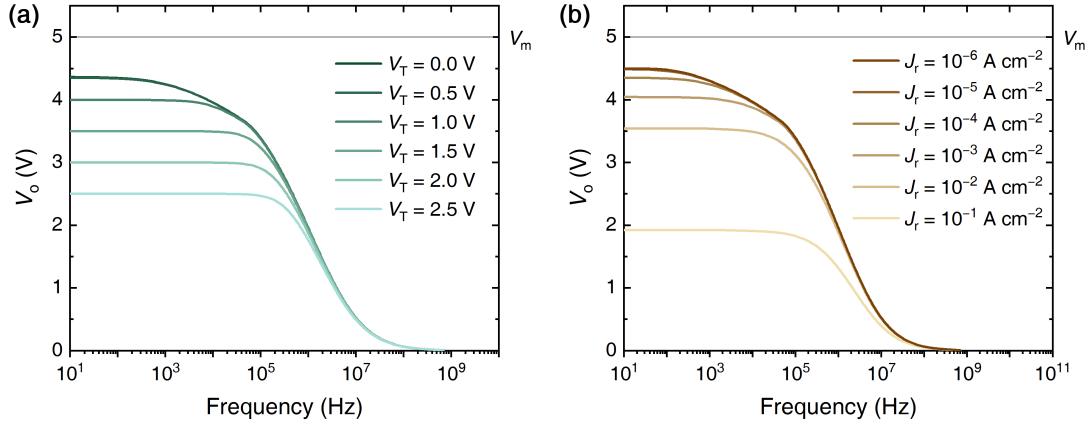 (a)
5
4
3
2
1
0
V_o (V)
V_m
V_T = 0.0 V
V_T = 0.5 V
V_T = 1.0 V
V_T = 1.5 V
V_T = 2.0 V
V_T = 2.5 V
10^1 10^3 10^5 10^7 10^9
Frequency (Hz)
(b)
5
4
3
2
1
0
V_o (V)
V_m
J_r = 10^−6 A cm^−2
J_r = 10^−5 A cm^−2
J_r = 10^−4 A cm^−2
J_r = 10^−3 A cm^−2
J_r = 10^−2 A cm^−2
J_r = 10^−1 A cm^−2
10^1 10^3 10^5 10^7 10^9 10^11
Frequency (Hz)